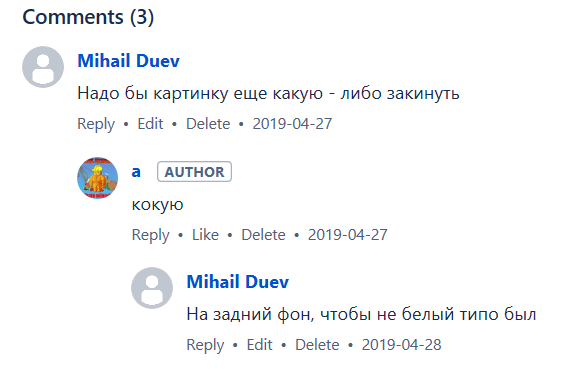 Comments (3)
Mihail Duev
Надо бы картинку еще какую - либо закинуть
Reply • Edit • Delete • 2019-04-27
a AUTHOR
кокую
Reply • Like • Delete • 2019-04-27
Mihail Duev
На задний фон, чтобы не белый типо был
Reply • Edit • Delete • 2019-04-28